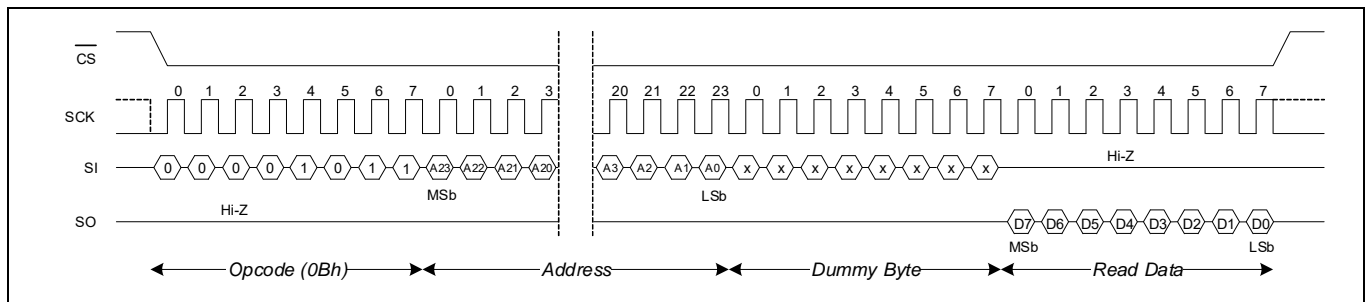 CS
0 1 2 3 4 5 6 7 0 1 2 3 20 21 22 23 0 1 2 3 4 5 6 7 0 1 2 3 4 5 6 7
SCK
SI 0 0 0 0 1 0 1 1 A23 A22 A21 A20 A3 A2 A1 A0 x x x x x x x x Hi-Z
MSb LSb
Hi-Z
SO D7 D6 D5 D4 D3 D2 D1 D0
MSb LSb
Opcode (0Bh) Address Dummy Byte Read Data